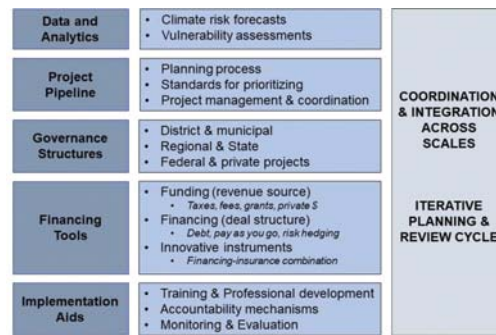 Data and
Analytics
• Climate risk forecasts
• Vulnerability assessments
Project
Pipeline
• Planning process
• Standards for prioritizing
• Project management & coordination
Governance
Structures
• District & municipal
• Regional & State
• Federal & private projects
Financing
Tools
• Funding (revenue source)
• Taxes, fees, grants, private $
• Financing (deal structure)
• Debt, pay as you go, risk hedging
• Innovative instruments
• Financing-insurance combination
Implementation
Aids
• Training & Professional development
• Accountability mechanisms
• Monitoring & Evaluation
COORDINATION
& INTEGRATION
ACROSS
SCALES
ITERATIVE
PLANNING &
REVIEW CYCLE